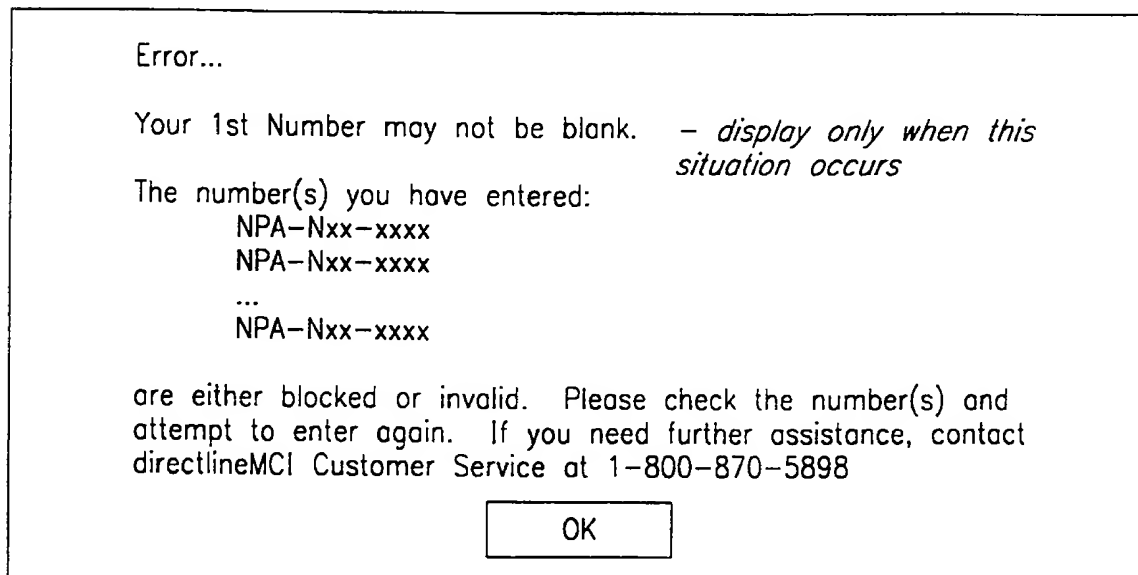 Error...
Your 1st Number may not be blank. – display only when this
situation occurs
The number(s) you have entered:
NPA–Nxx–xxxx
NPA–Nxx–xxxx
...
NPA–Nxx–xxxx
are either blocked or invalid. Please check the number(s) and
attempt to enter again. If you need further assistance, contact
directlineMCI Customer Service at 1–800–870–5898
OK